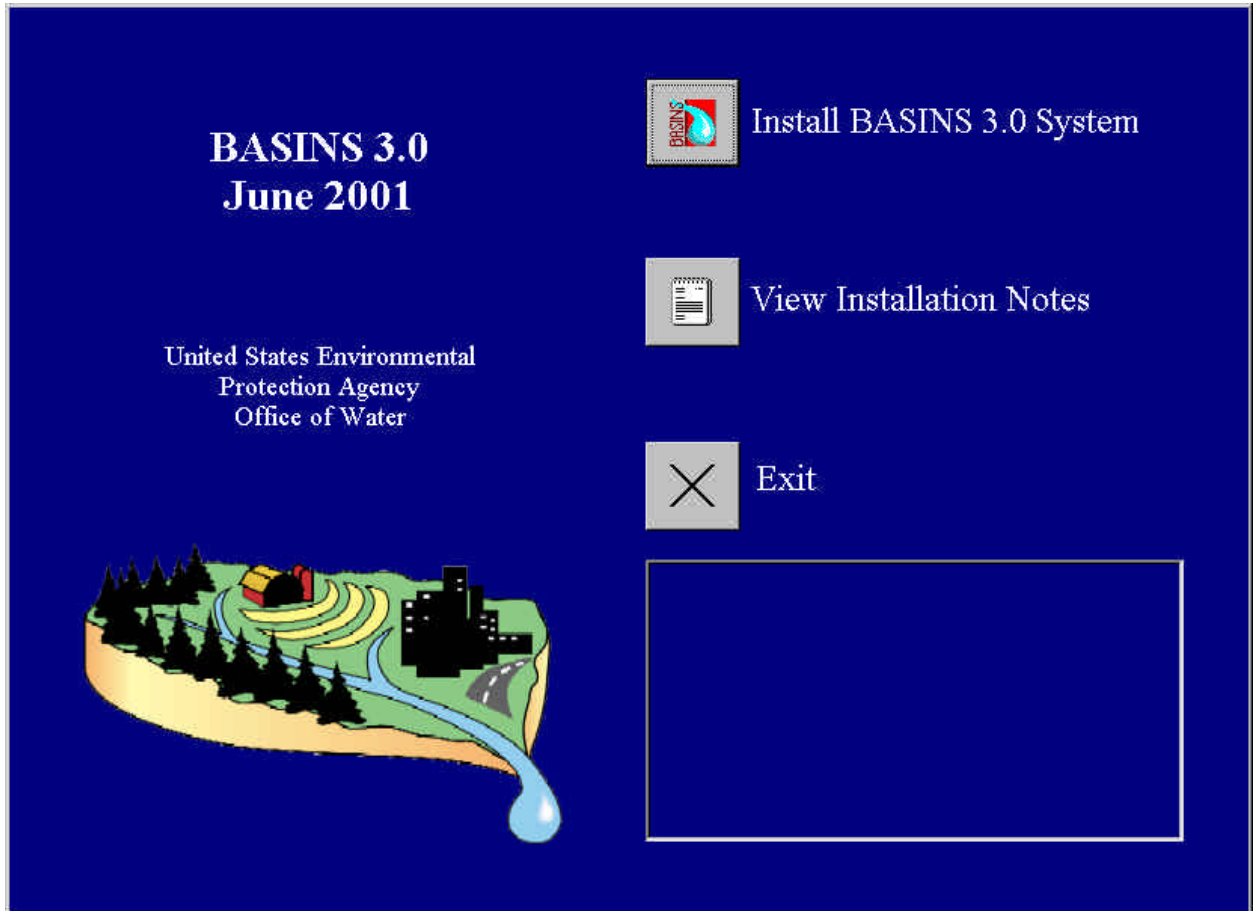 BASINS 3.0
June 2001
United States Environmental
Protection Agency
Office of Water
BASINS
Install BASINS 3.0 System
View Installation Notes
Exit